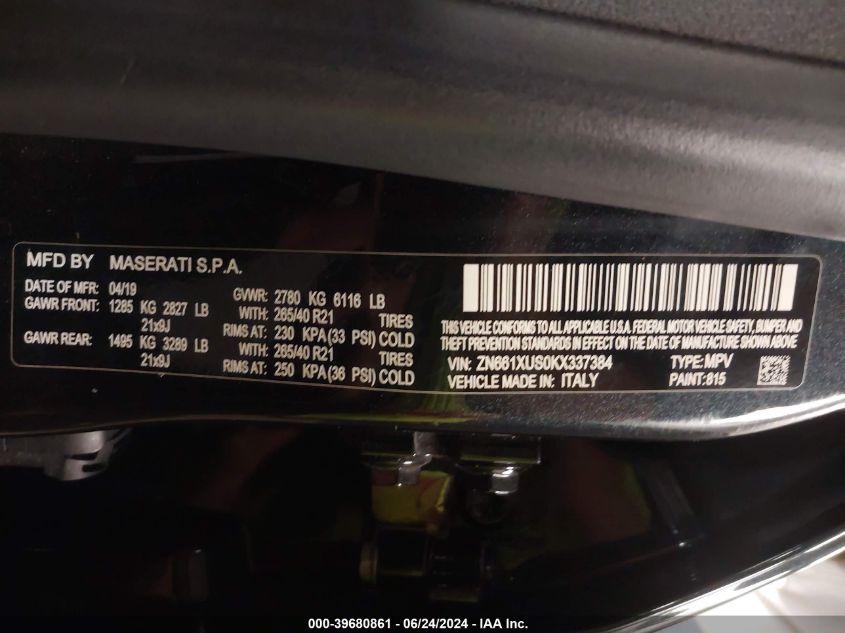 MFD BY MASERATI S.P.A.
DATE OF MFR: 04/19 GVWR: 2780 KG 6116 LB
GAWR FRONT: 1285 KG 2827 LB WITH: 265/40 R21 TIRES
21x9J RIMS AT: 230 KPA(33 PSI) COLD
GAWR REAR: 1495 KG 3289 LB WITH: 265/40 R21 TIRES
21x9J RIMS AT: 250 KPA(36 PSI) COLD
THIS VEHICLE CONFORMS TO ALL APPLICABLE U.S.A. FEDERAL MOTOR VEHICLE SAFETY, BUMPER AND
THEFT PREVENTION STANDARDS IN EFFECT ON THE DATE OF MANUFACTURE SHOWN ABOVE
VIN: ZN661XUS0KX337384 TYPE: MPV
VEHICLE MADE IN: ITALY PAINT: 815
000-39680861 - 06/24/2024 - IAA Inc.